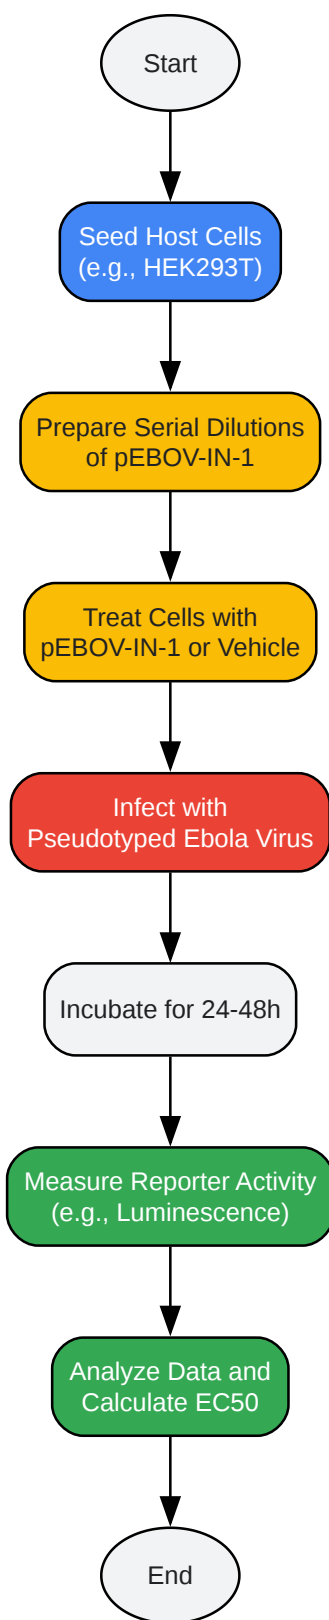 Start
Seed Host Cells
(e.g., HEK293T)
Prepare Serial Dilutions
of pEBOV-IN-1
Treat Cells with
pEBOV-IN-1 or Vehicle
Infect with
Pseudotyped Ebola Virus
Incubate for 24-48h
Measure Reporter Activity
(e.g., Luminescence)
Analyze Data and
Calculate EC50
End